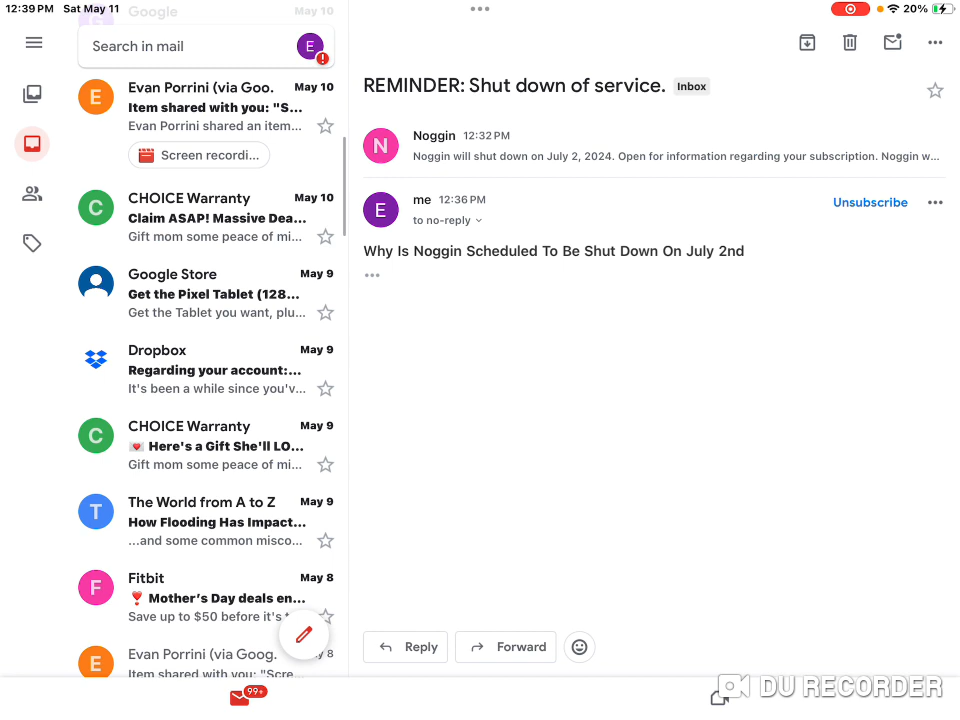 12:39 PM Sat May 11
20%
Google May 10
Search in mail
E
E
Evan Porrini (via Goo. May 10
Item shared with you: "S...
Evan Porrini shared an item...
Screen recordi...
C
CHOICE Warranty May 10
Claim ASAP! Massive Dea...
Gift mom some peace of mi...
Google Store May 9
Get the Pixel Tablet (128...
Get the Tablet you want, plu...
Dropbox May 9
Regarding your account:...
It's been a while since you'v...
C
CHOICE Warranty May 9
💌 Here's a Gift She'll LO...
Gift mom some peace of mi...
T
The World from A to Z May 9
How Flooding Has Impact...
...and some common misco...
F
Fitbit May 8
❣️ Mother's Day deals en...
Save up to $50 before it's
E
Evan Porrini (via Goog. 8
Item shared with you: "Scre...
99+
REMINDER: Shut down of service. Inbox
N
Noggin 12:32 PM
Noggin will shut down on July 2, 2024. Open for information regarding your subscription. Noggin w...
E
me 12:36 PM
Unsubscribe
to no-reply
Why Is Noggin Scheduled To Be Shut Down On July 2nd
Reply
Forward
DU RECORDER